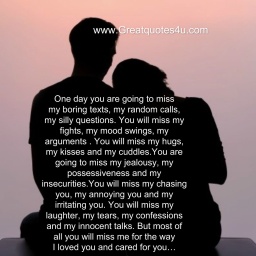 www.Greatquotes4u.com
One day you are going to miss
my boring texts, my random calls,
my silly questions. You will miss my
fights, my mood swings, my
arguments . You will miss my hugs,
my kisses and my cuddles.You are
going to miss my jealousy, my
possessiveness and my
insecurities.You will miss my chasing
you, my annoying you and my
irritating you. You will miss my
laughter, my tears, my confessions
and my innocent talks. But most of
all you will miss me for the way
I loved you and cared for you...